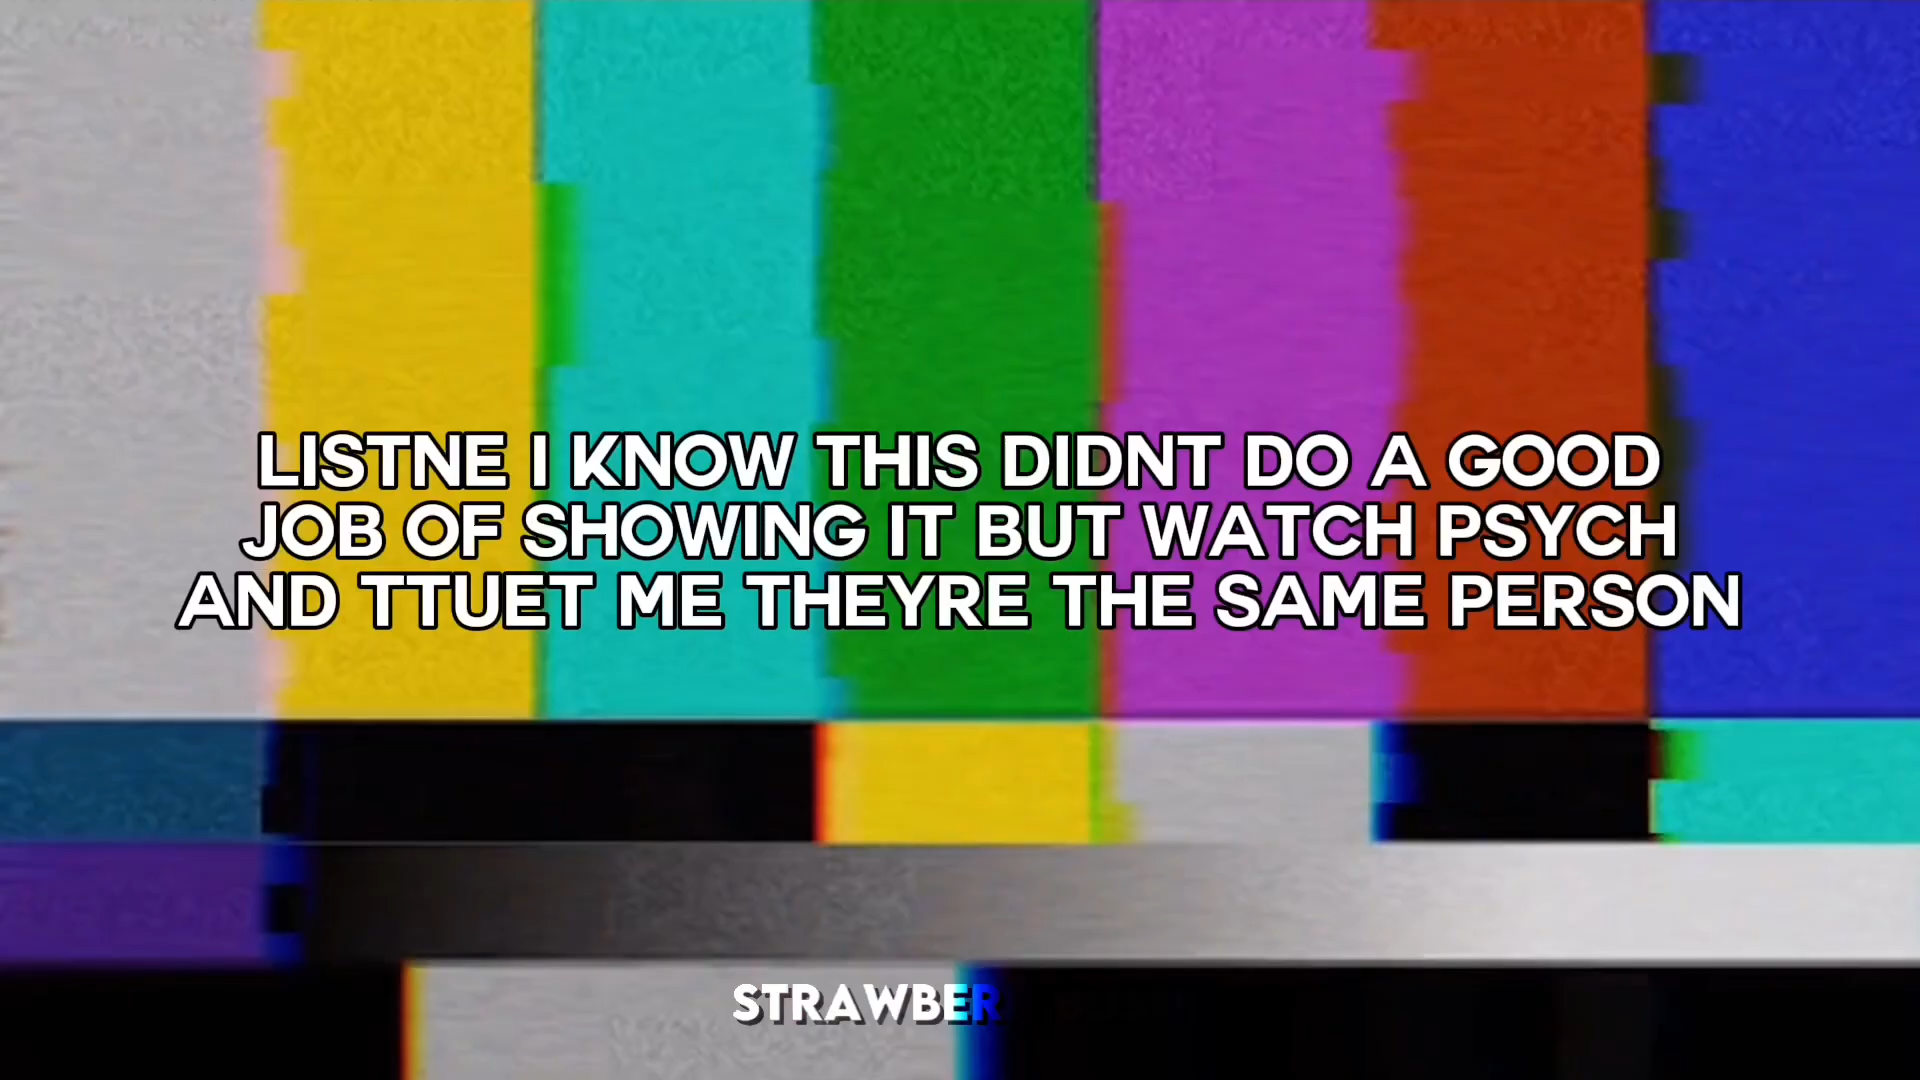 LISTNE I KNOW THIS DIDNT DO A GOOD
JOB OF SHOWING IT BUT WATCH PSYCH
AND TTUET ME THEYRE THE SAME PERSON
STRAWBER